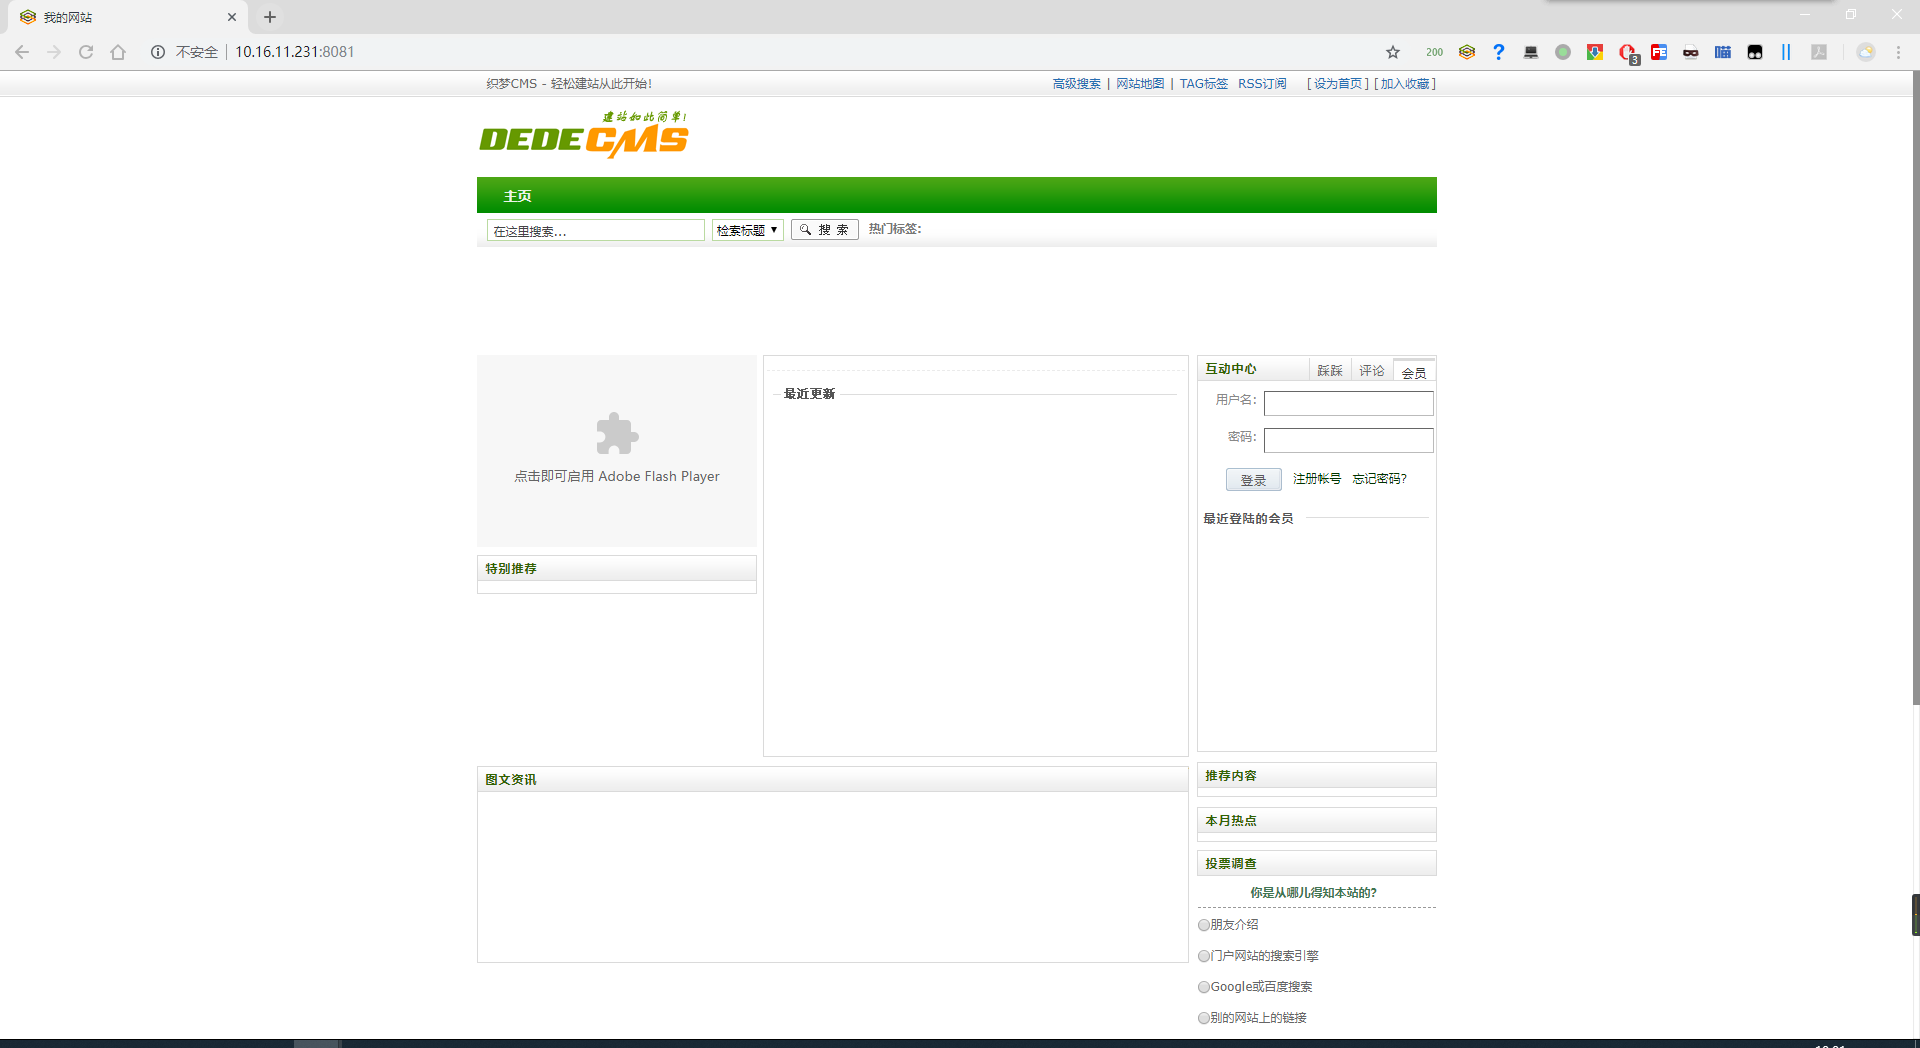 我的网站
不安全 10.16.11.231:8081
200
3
织梦CMS - 轻松建站从此开始！
高级搜索 | 网站地图 | TAG标签 RSS订阅 [设为首页] [加入收藏]
建站如此简单!
DEDECMS
主页
在这里搜索... 检索标题 搜 索 热门标签:
点击即可启用 Adobe Flash Player
特别推荐
最近更新
互动中心 踩踩 评论 会员
用户名：
密码：
登录 注册帐号 忘记密码?
最近登陆的会员
图文资讯
推荐内容
本月热点
投票调查
你是从哪儿得知本站的?
朋友介绍
门户网站的搜索引擎
Google或百度搜索
别的网站上的链接